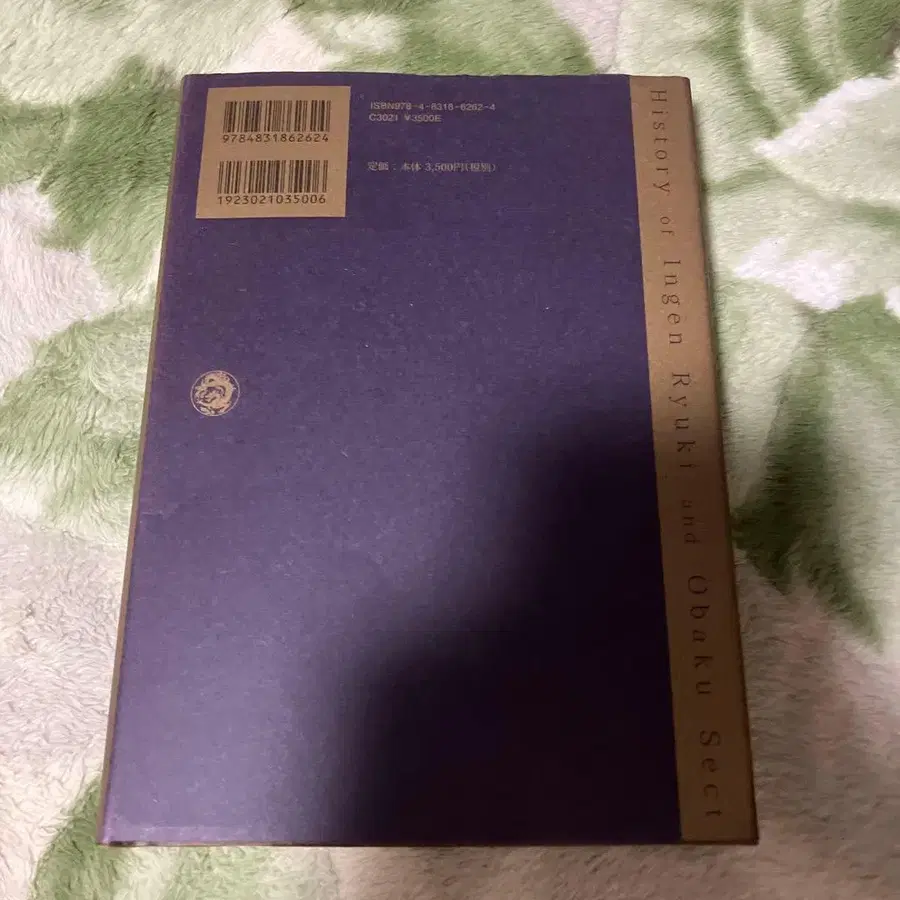 ISBN978-4-8318-6262-4
C3021 ¥3500E
定価:本体 3,500円(税別)
9784831862624
1923021035006
History of Ingen Ryuki and Obaku Sect